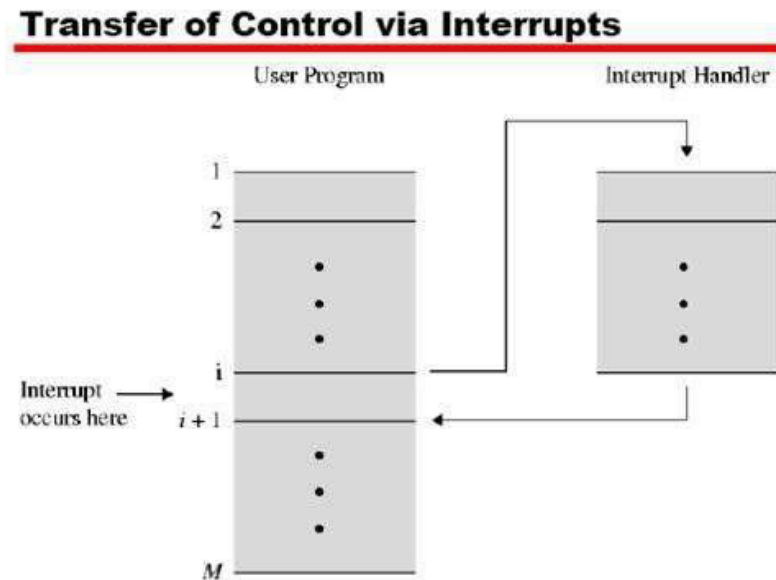 Transfer of Control via Interrupts
User Program
Interrupt Handler
1
2
i
Interrupt
occurs here
i + 1
M